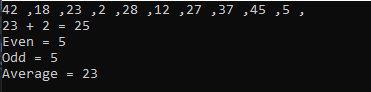 42 ,18 ,23 ,2 ,28 ,12 ,27 ,37 ,45 ,5 ,
23 + 2 = 25
Even = 5
Odd = 5
Average = 23